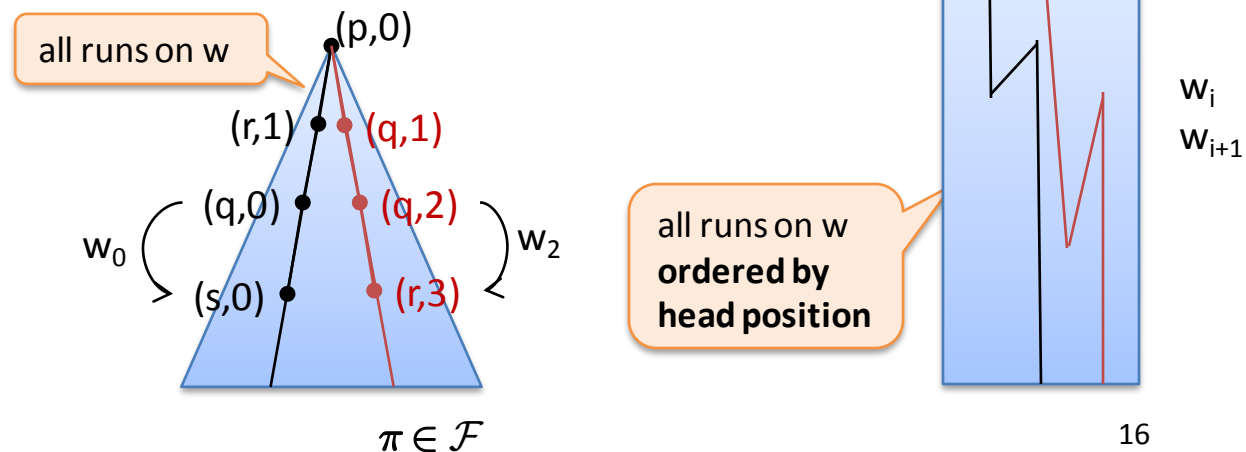 all runs on w
(p,0)
(r,1)
(q,1)
(q,0)
(q,2)
w₀
w₂
(s,0)
(r,3)
π ∈ ℱ
wᵢ
wᵢ₊₁
all runs on w
ordered by
head position
16